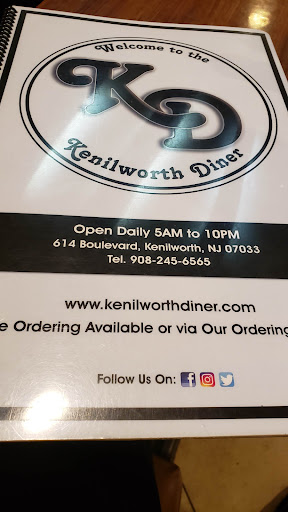 Welcome to the
KD
Kenilworth Diner
Open Daily 5AM to 10PM
614 Boulevard, Kenilworth, NJ 07033
Tel. 908-245-6565
www.kenilworthdiner.com
e Ordering Available or via Our Ordering
Follow Us On: